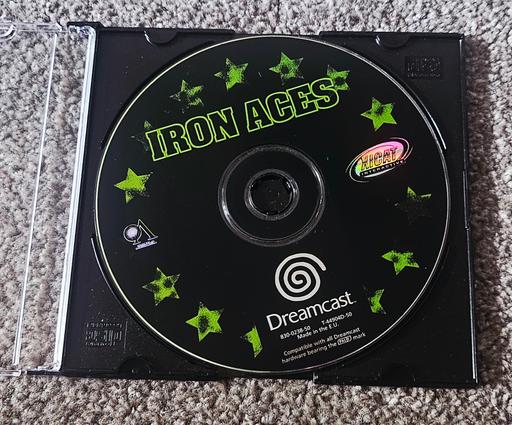 IRON ACES
XICAT
INTERACTIVE
Dreamcast
830-0238-50 T-44904D-50
Made in the E.U.
Compatible with all Dreamcast
hardware bearing the mark